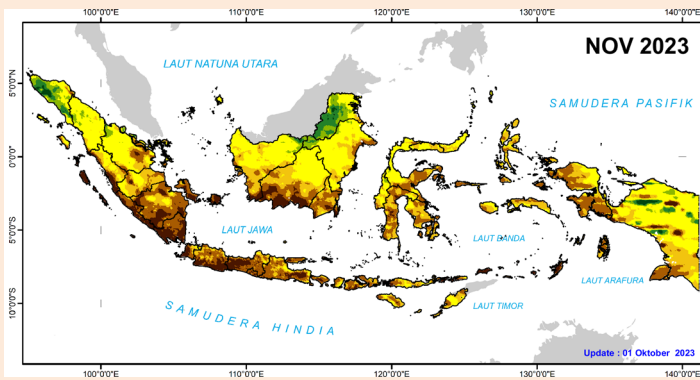 100°0'0"E 110°0'0"E 120°0'0"E 130°0'0"E 140°0'0"E
NOV 2023
LAUT NATUNA UTARA
SAMUDERA PASIFIK
5°0'0"N
0°0'0"
5°0'0"S
10°0'0"S
LAUT JAWA
LAUT BANDA
LAUT ARAFURA
LAUT TIMOR
SAMUDERA HINDIA
Update : 01 Oktober 2023
100°0'0"E 110°0'0"E 120°0'0"E 130°0'0"E 140°0'0"E